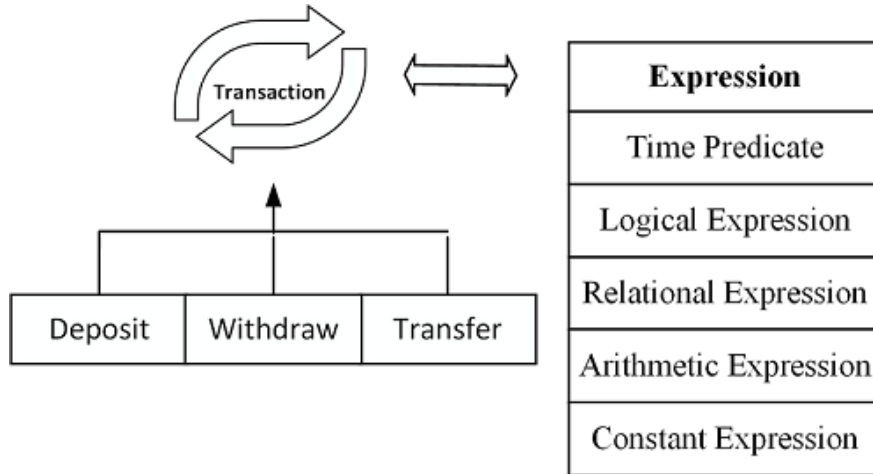 Transaction
Deposit
Withdraw
Transfer
Expression
Time Predicate
Logical Expression
Relational Expression
Arithmetic Expression
Constant Expression